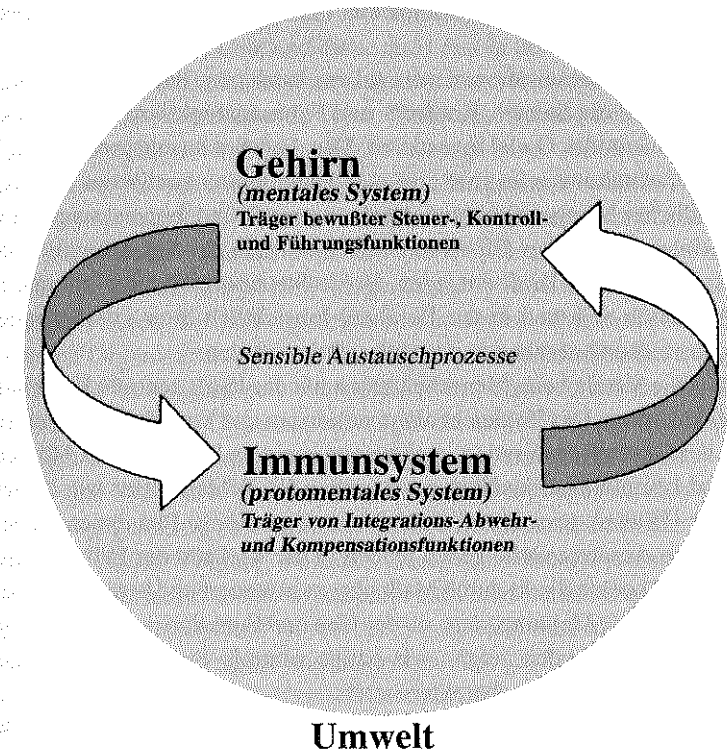 Gehirn
(mentales System)
Träger bewußter Steuer-, Kontroll-
und Führungsfunktionen
Sensible Austauschprozesse
Immunsystem
(protomentales System)
Träger von Integrations-Abwehr-
und Kompensationsfunktionen
Umwelt